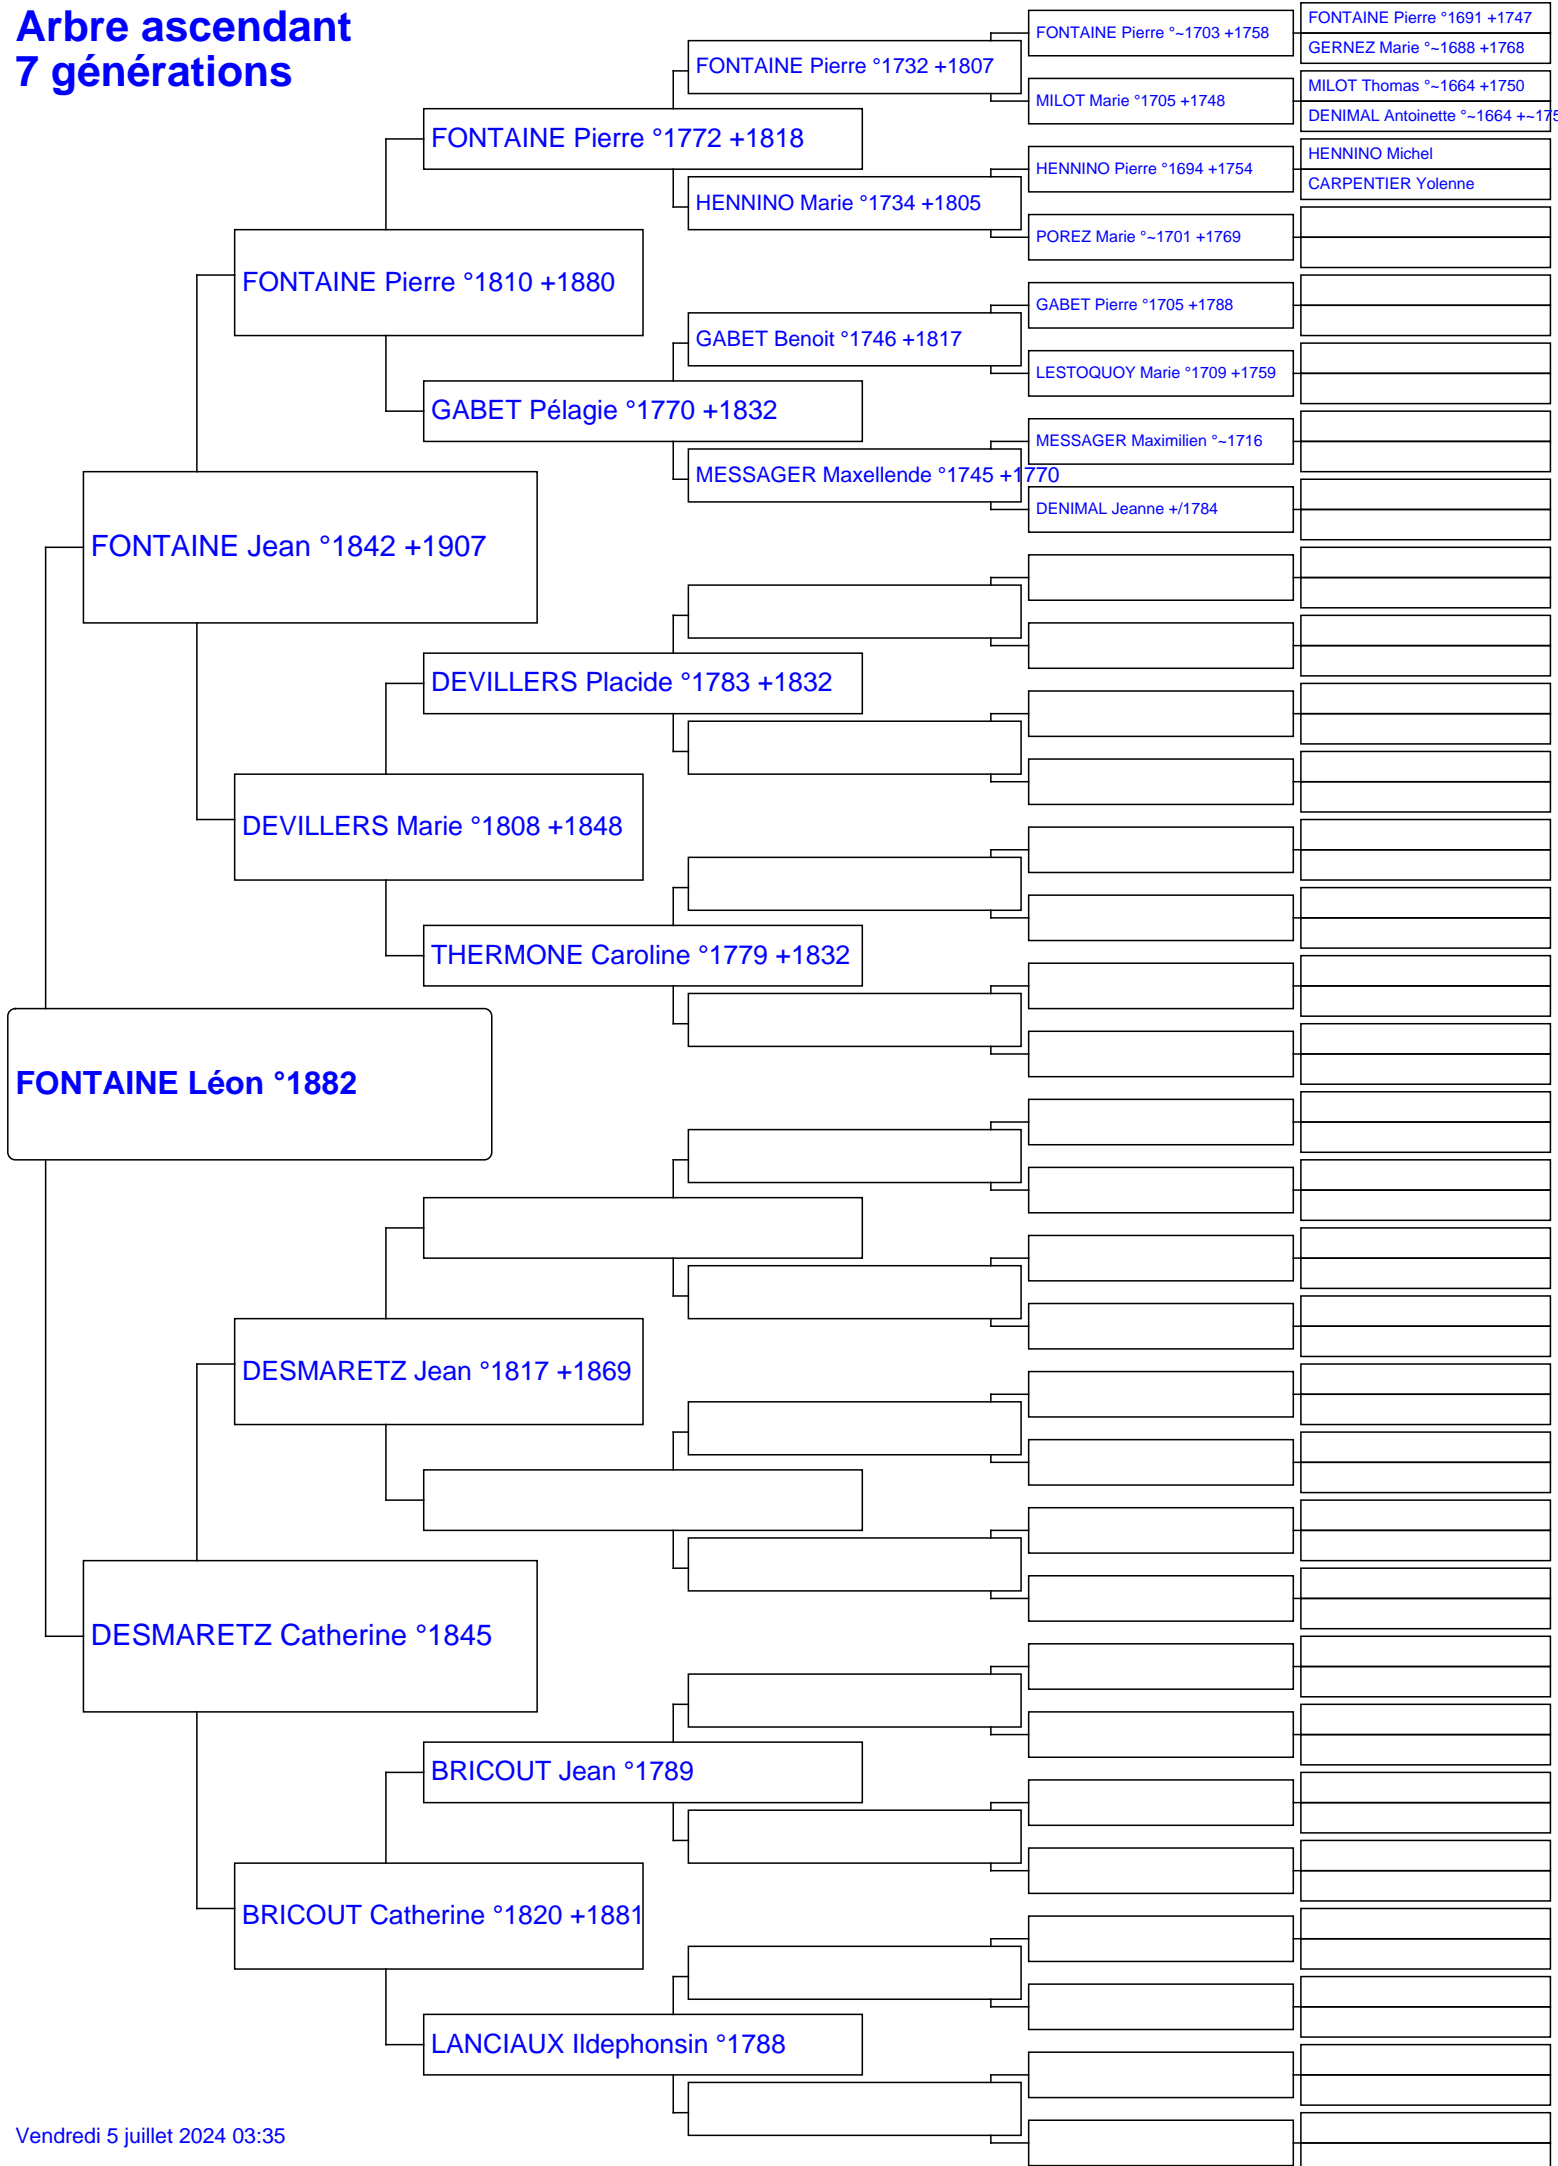 Arbre ascendant
7 générations
FONTAINE Léon °1882
FONTAINE Jean °1842 +1907
DESMARETZ Catherine °1845
FONTAINE Pierre °1810 +1880
DEVILLERS Marie °1808 +1848
DESMARETZ Jean °1817 +1869
BRICOUT Catherine °1820 +1881
FONTAINE Pierre °1772 +1818
GABET Pélagie °1770 +1832
DEVILLERS Placide °1783 +1832
THERMONE Caroline °1779 +1832
BRICOUT Jean °1789
LANCIAUX Ildephonsin °1788
FONTAINE Pierre °1732 +1807
HENNINO Marie °1734 +1805
GABET Benoit °1746 +1817
MESSAGER Maxellende °1745 +1770
FONTAINE Pierre °~1703 +1758
MILOT Marie °1705 +1748
HENNINO Pierre °1694 +1754
POREZ Marie °~1701 +1769
GABET Pierre °1705 +1788
LESTOQUOY Marie °1709 +1759
MESSAGER Maximilien °~1716
DENIMAL Jeanne +/1784
FONTAINE Pierre °1691 +1747
GERNEZ Marie °~1688 +1768
MILOT Thomas °~1664 +1750
DENIMAL Antoinette °~1664
HENNINO Michel
CARPENTIER Yolenne
Vendredi 5 juillet 2024 03:35